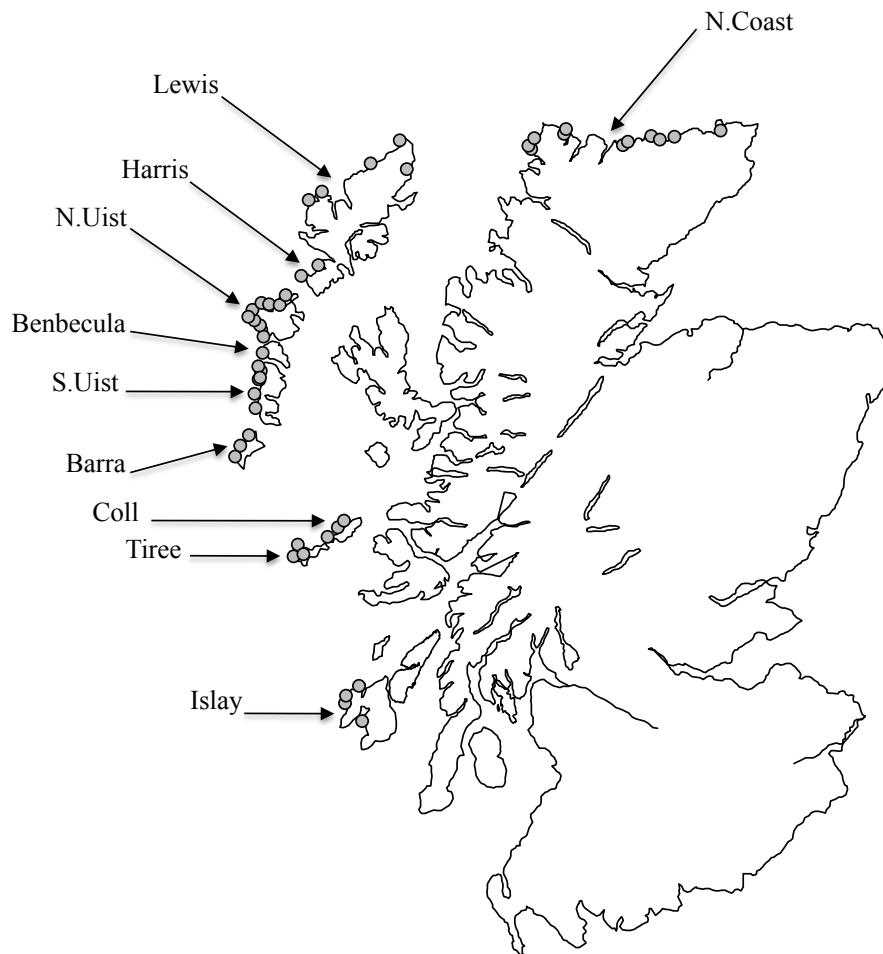 N.Coast
Lewis
Harris
N.Uist
Benbecula
S.Uist
Barra
Coll
Tiree
Islay